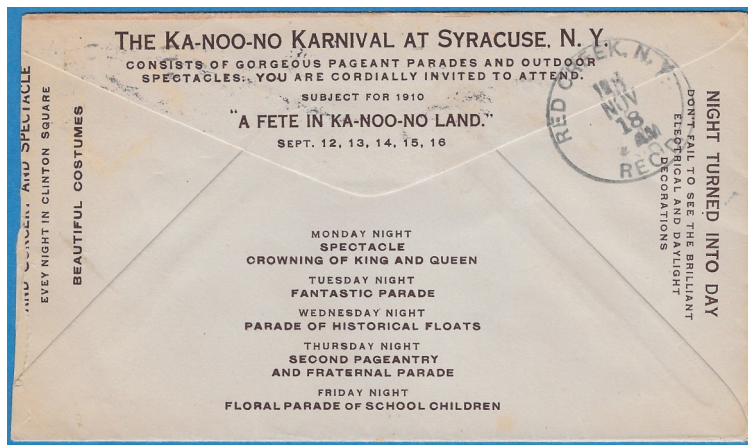 THE KA-NOO-NO KARNIVAL AT SYRACUSE, N. Y.
CONSISTS OF GORGEOUS PAGEANT PARADES AND OUTDOOR
SPECTACLES. YOU ARE CORDIALLY INVITED TO ATTEND.
SUBJECT FOR 1910
"A FETE IN KA-NOO-NO LAND."
SEPT. 12, 13, 14, 15, 16
MONDAY NIGHT
SPECTACLE
CROWNING OF KING AND QUEEN
TUESDAY NIGHT
FANTASTIC PARADE
WEDNESDAY NIGHT
PARADE OF HISTORICAL FLOATS
THURSDAY NIGHT
SECOND PAGEANTRY
AND FRATERNAL PARADE
FRIDAY NIGHT
FLORAL PARADE OF SCHOOL CHILDREN
AND CONCERT AND SPECTACLE
EVEY NIGHT IN CLINTON SQUARE
BEAUTIFUL COSTUMES
NIGHT TURNED INTO DAY
DON'T FAIL TO SEE THE BRILLIANT
ELECTRICAL AND DAYLIGHT
DECORATIONS
RED CREEK, N. Y.
NOV
18
AM
REC'D